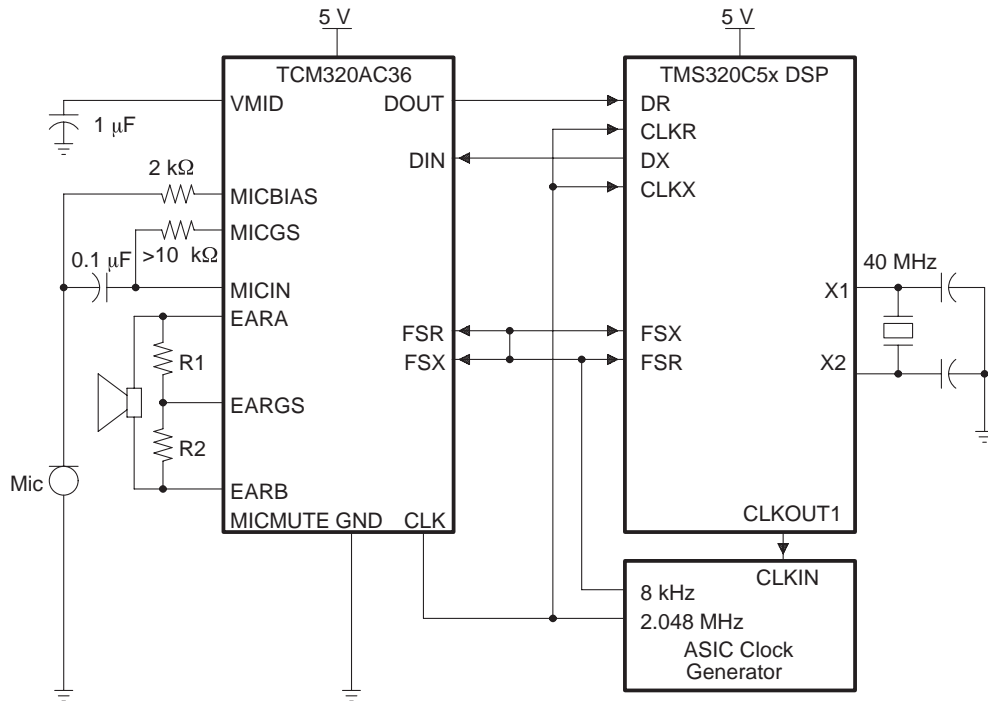 5 V
5 V
TCM320AC36
TMS320C5x DSP
VMID
DOUT
DR
1 μF
CLKR
DIN
DX
2 kΩ
CLKX
MICBIAS
MICGS
0.1 μF
>10 kΩ
40 MHz
MICIN
X1
EARA
FSR
FSX
R1
FSX
FSR
X2
EARGS
R2
Mic
EARB
MICMUTE GND CLK
CLKOUT1
CLKIN
8 kHz
2.048 MHz
ASIC Clock
Generator